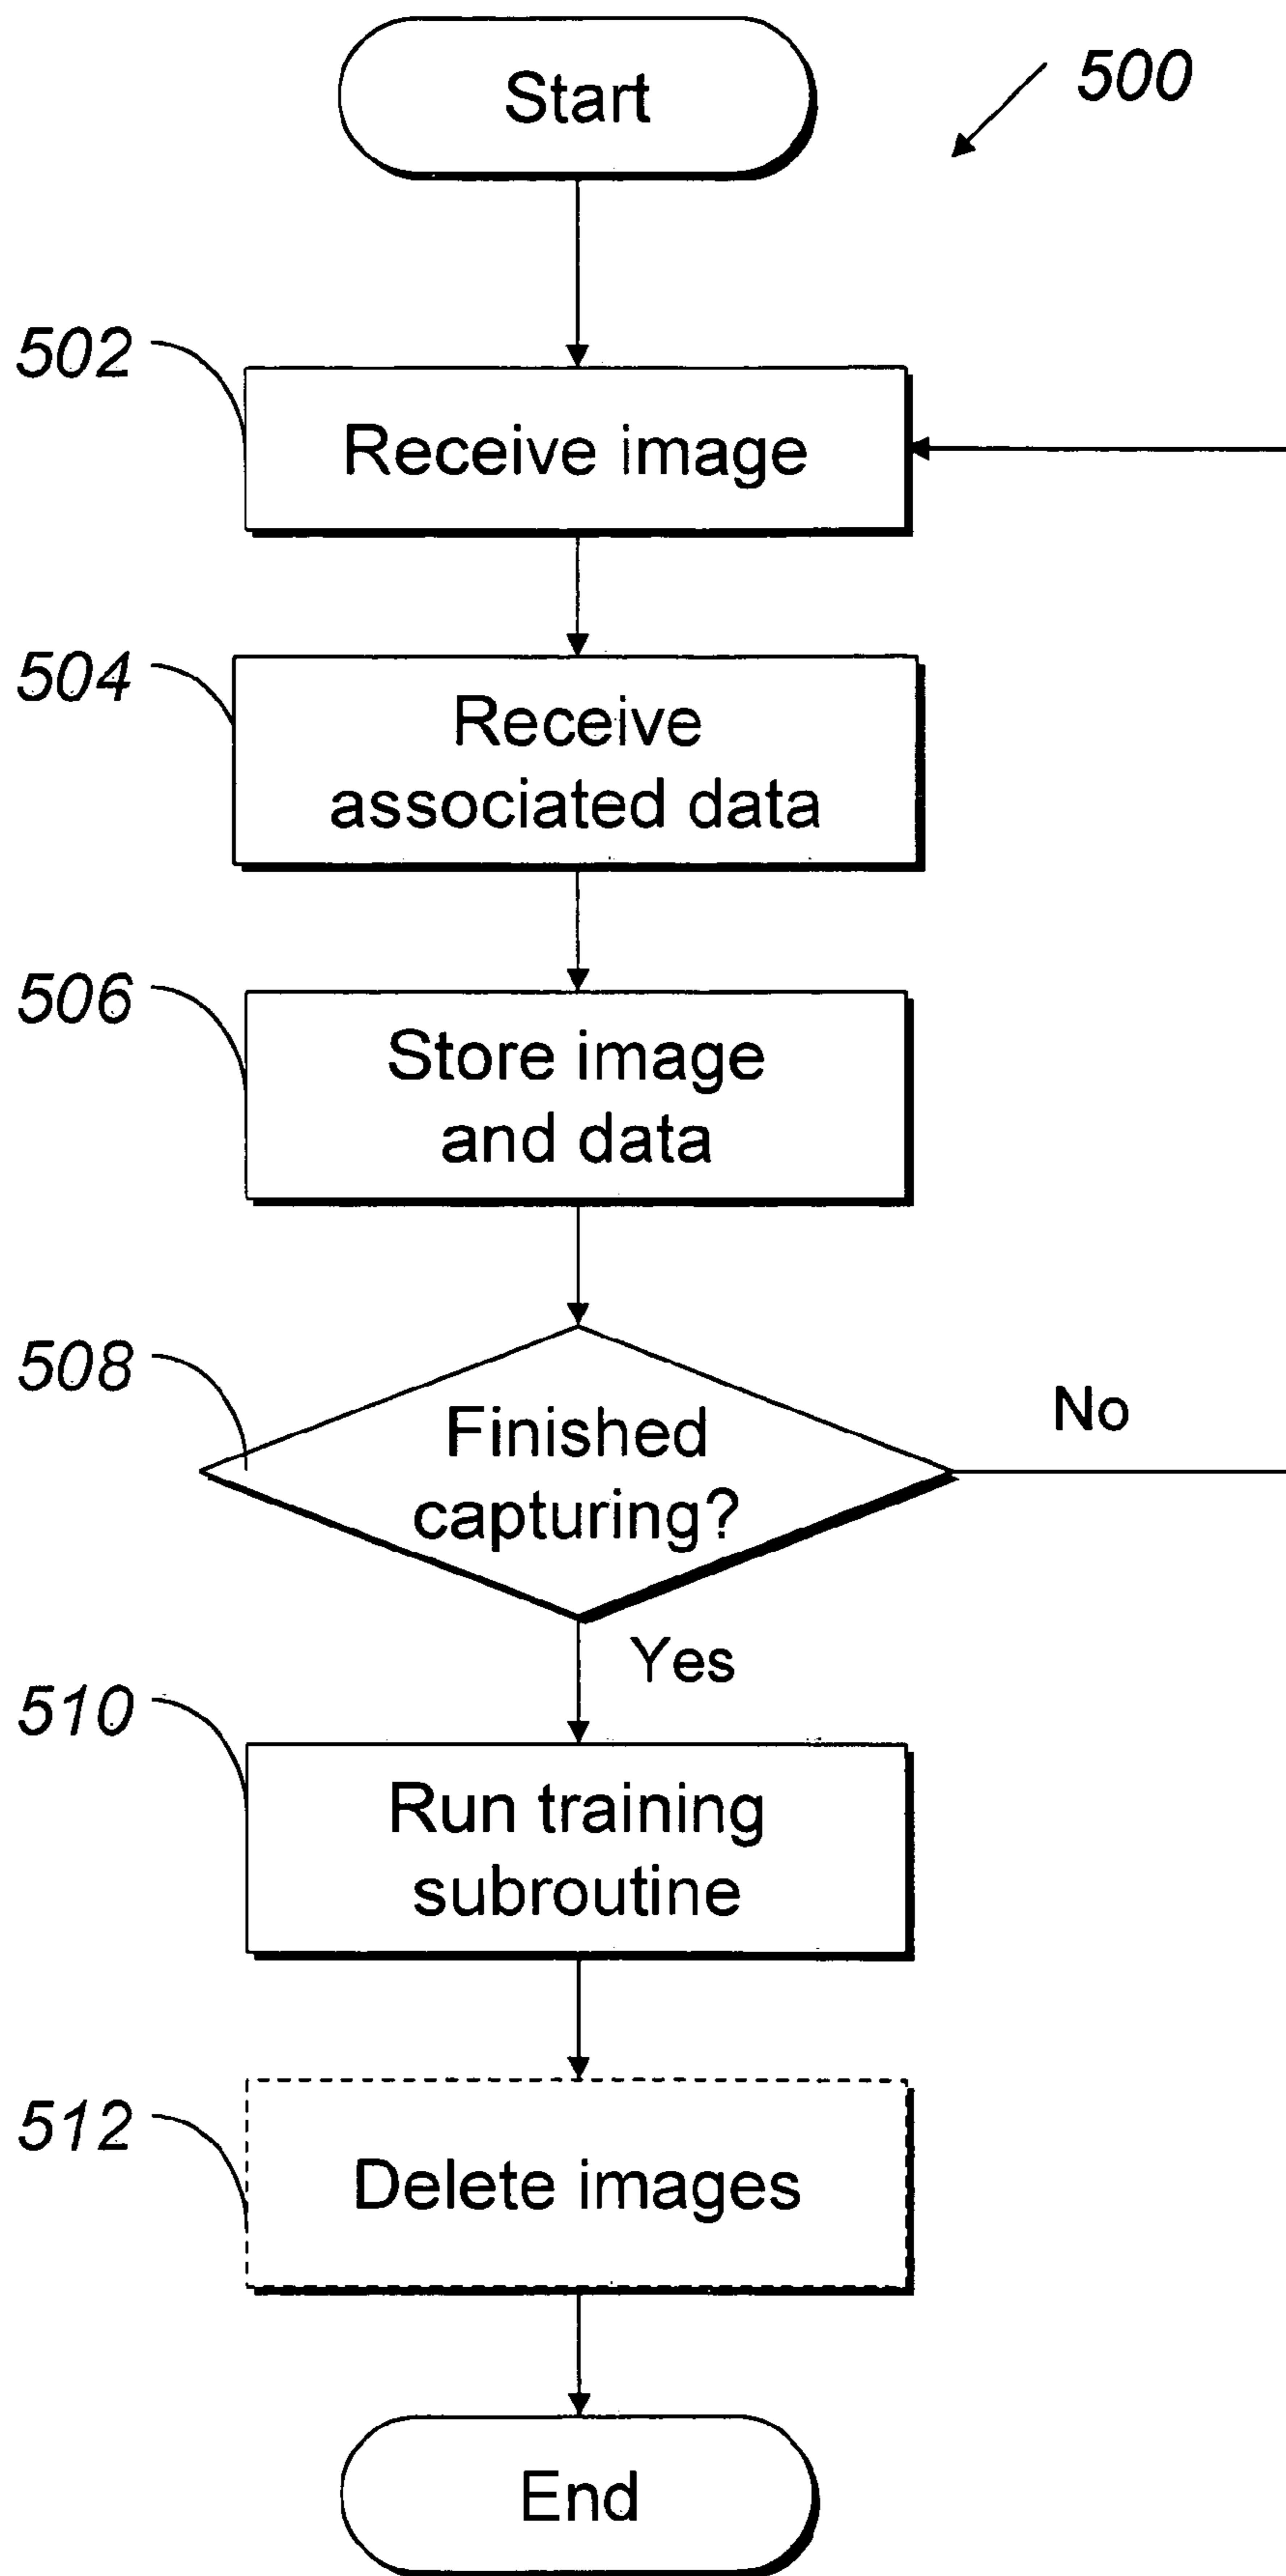 Start
500
502
Receive image
504
Receive
associated data
506
Store image
and data
508
Finished
capturing?
No
Yes
510
Run training
subroutine
512
Delete images
End